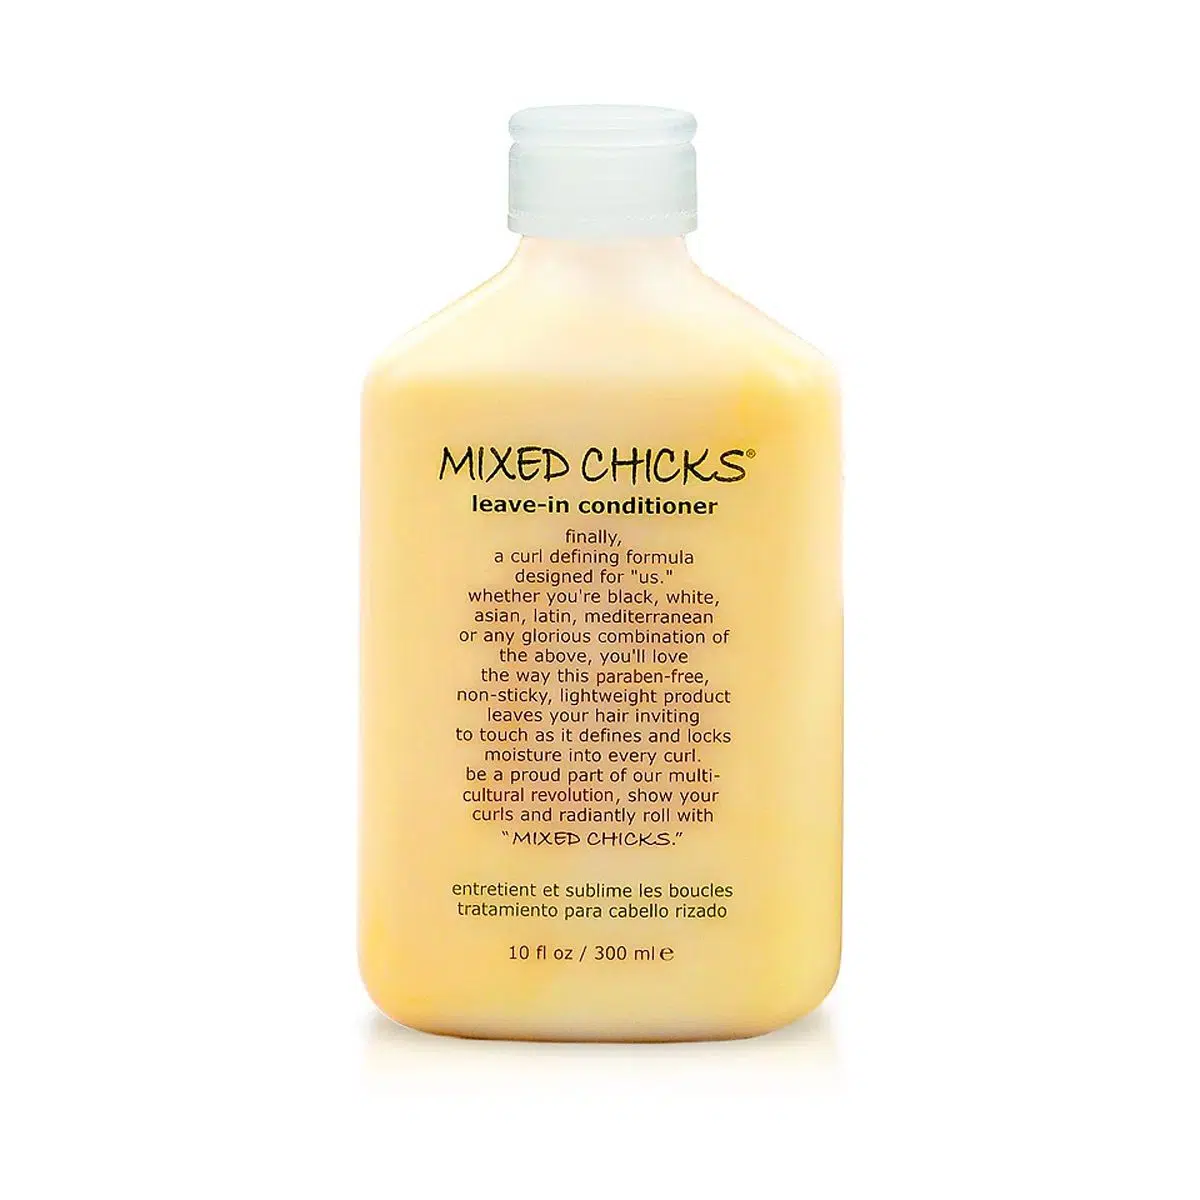 MIXED CHICKS®
leave-in conditioner
finally,
a curl defining formula
designed for "us."
whether you're black, white,
asian, latin, mediterranean
or any glorious combination of
the above, you'll love
the way this paraben-free,
non-sticky, lightweight product
leaves your hair inviting
to touch as it defines and locks
moisture into every curl.
be a proud part of our multi-
cultural revolution, show your
curls and radiantly roll with
"MIXED CHICKS."
entretient et sublime les boucles
tratamiento para cabello rizado
10 fl oz / 300 ml ℮